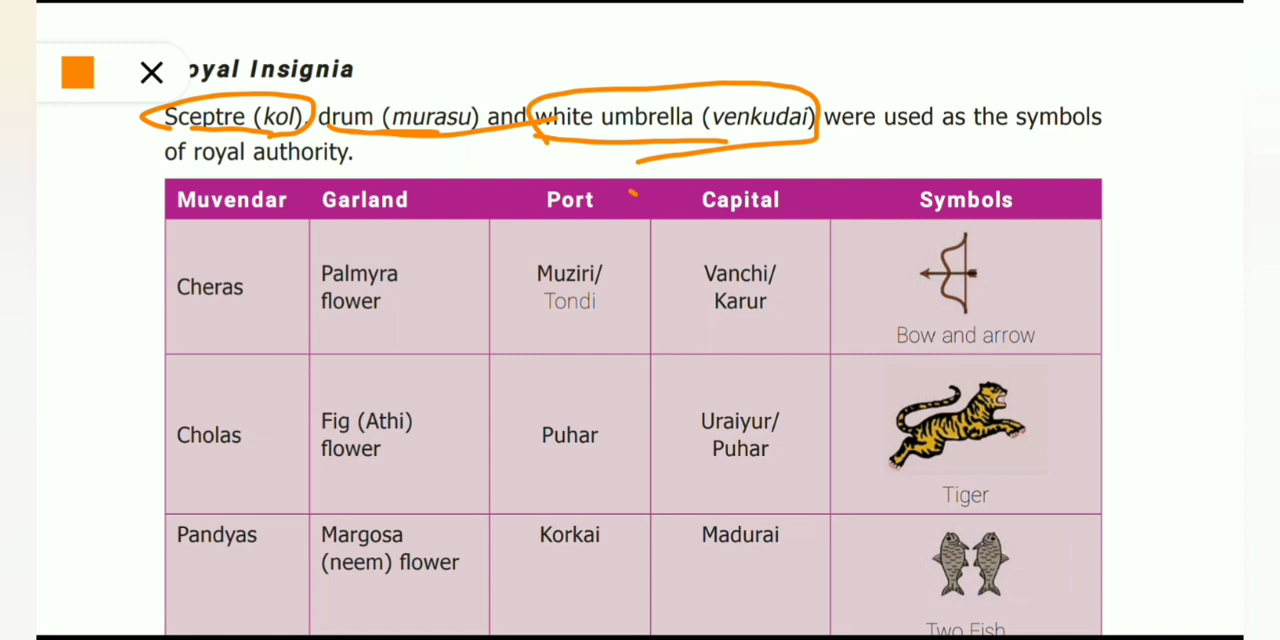 oyal Insignia
Sceptre (kol), drum (murasu) and white umbrella (venkudai) were used as the symbols
of royal authority.
Muvendar Garland Port Capital Symbols
Cheras Palmyra flower Muziri/ Tondi Vanchi/ Karur Bow and arrow
Cholas Fig (Athi) flower Puhar Uraiyur/ Puhar Tiger
Pandyas Margosa (neem) flower Korkai Madurai Two Fish